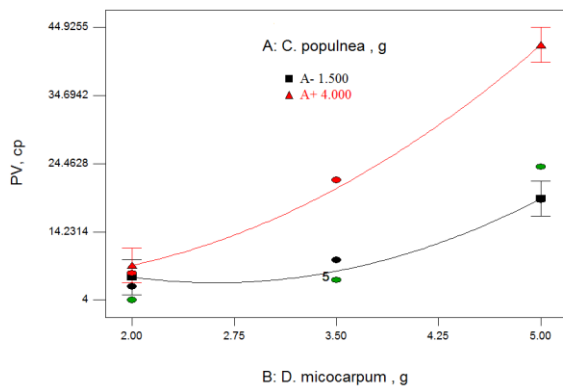 44.9255
A: C. populnea , g
A- 1.500
A+ 4.000
34.6942
PV, cp
24.4628
14.2314
5
4
2.00 2.75 3.50 4.25 5.00
B: D. micocarpum , g